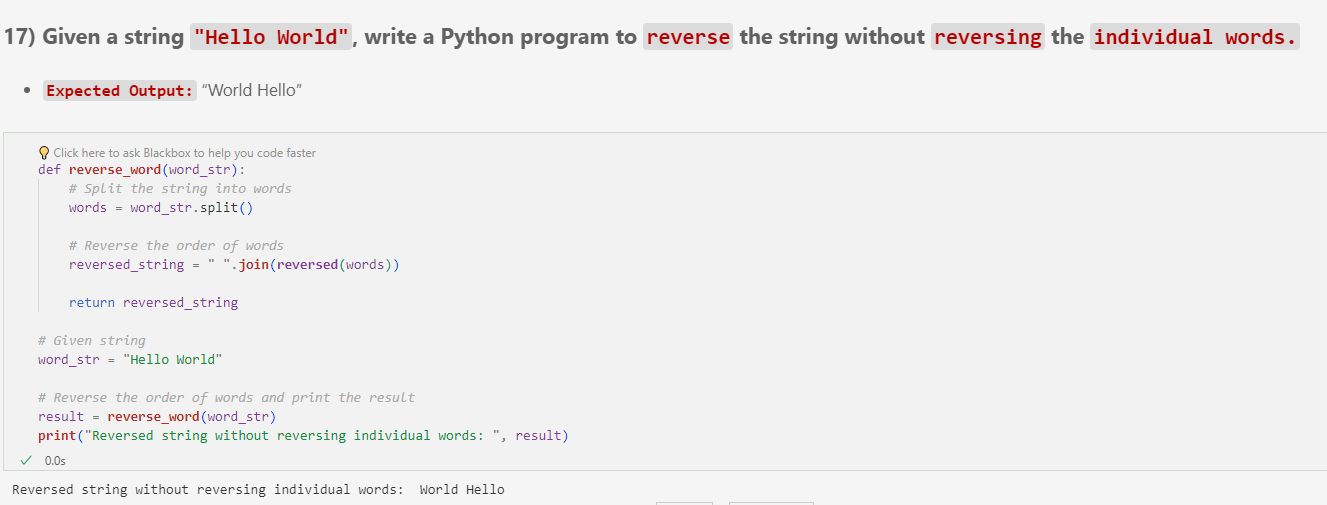 17) Given a string "Hello World", write a Python program to reverse the string without reversing the individual words.
• Expected Output: “World Hello”
Click here to ask Blackbox to help you code faster
def reverse_word(word_str):
    # Split the string into words
    words = word_str.split()
    # Reverse the order of words
    reversed_string = " ".join(reversed(words))
    return reversed_string
# Given string
word_str = "Hello World"
# Reverse the order of words and print the result
result = reverse_word(word_str)
print("Reversed string without reversing individual words: ", result)
✓ 0.0s
Reversed string without reversing individual words:  World Hello